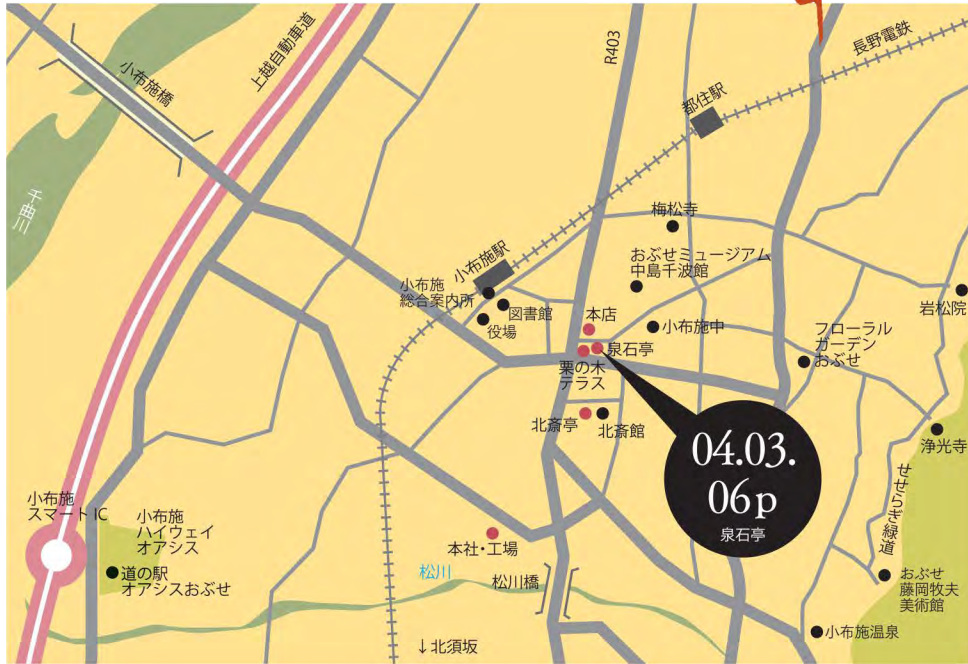 小布施橋
上越自動車道
R403
長野電鉄
都住駅
千曲川
小布施駅
梅松寺
おぶせミュージアム
中島千波館
小布施
総合案内所
図書館
役場
本店
小布施中
泉石亭
栗の木
テラス
フローラル
ガーデン
おぶせ
岩松院
北斎亭
北斎館
04.03.
06p
泉石亭
浄光寺
せせらぎ緑道
小布施
スマートIC
小布施
ハイウェイ
オアシス
道の駅
オアシスおぶせ
本社・工場
松川
松川橋
おぶせ
藤岡牧夫
美術館
小布施温泉
↓北須坂